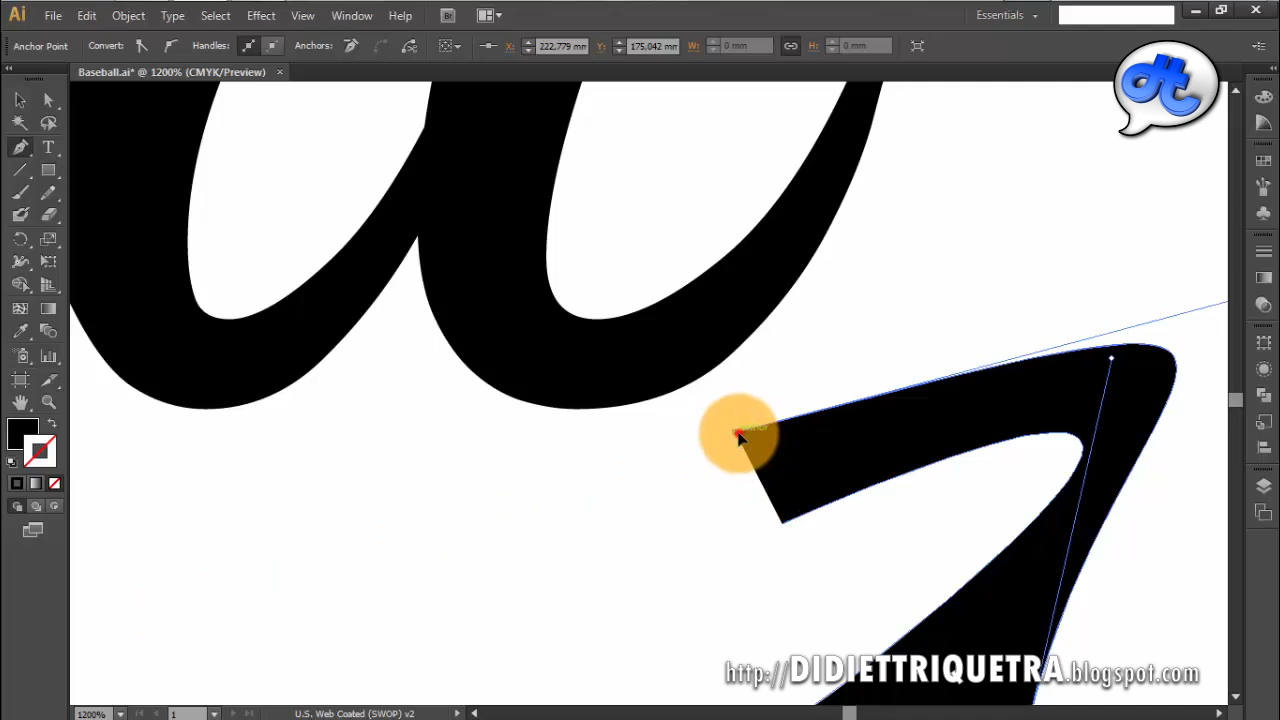 Ai File Edit Object Type Select Effect View Window Help Br Essentials
Anchor Point Convert: Handles: Anchors: X: 222,779 mm Y: 175,042 mm W: 0 mm H: 0 mm
Baseball.ai* @ 1200% (CMYK/Preview) ×
dt
T
http://DIDIETTRIQUETRA.blogspot.com
1200% 1 U.S. Web Coated (SWOP) v2